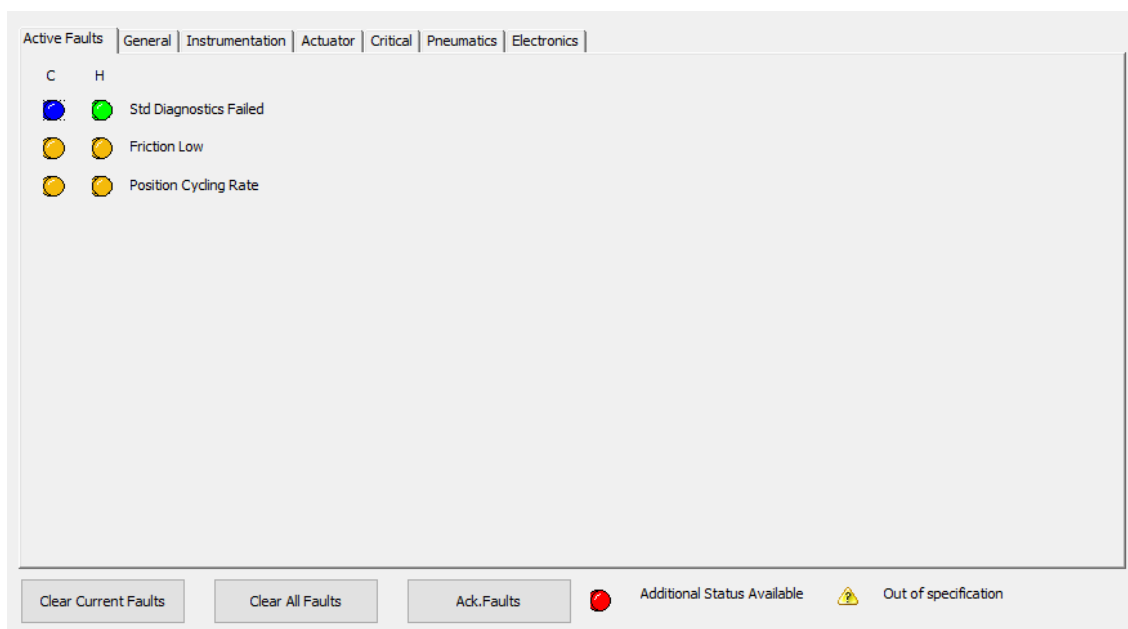 Active Faults General Instrumentation Actuator Critical Pneumatics Electronics
C H
Std Diagnostics Failed
Friction Low
Position Cycling Rate
Clear Current Faults Clear All Faults Ack.Faults Additional Status Available ? Out of specification